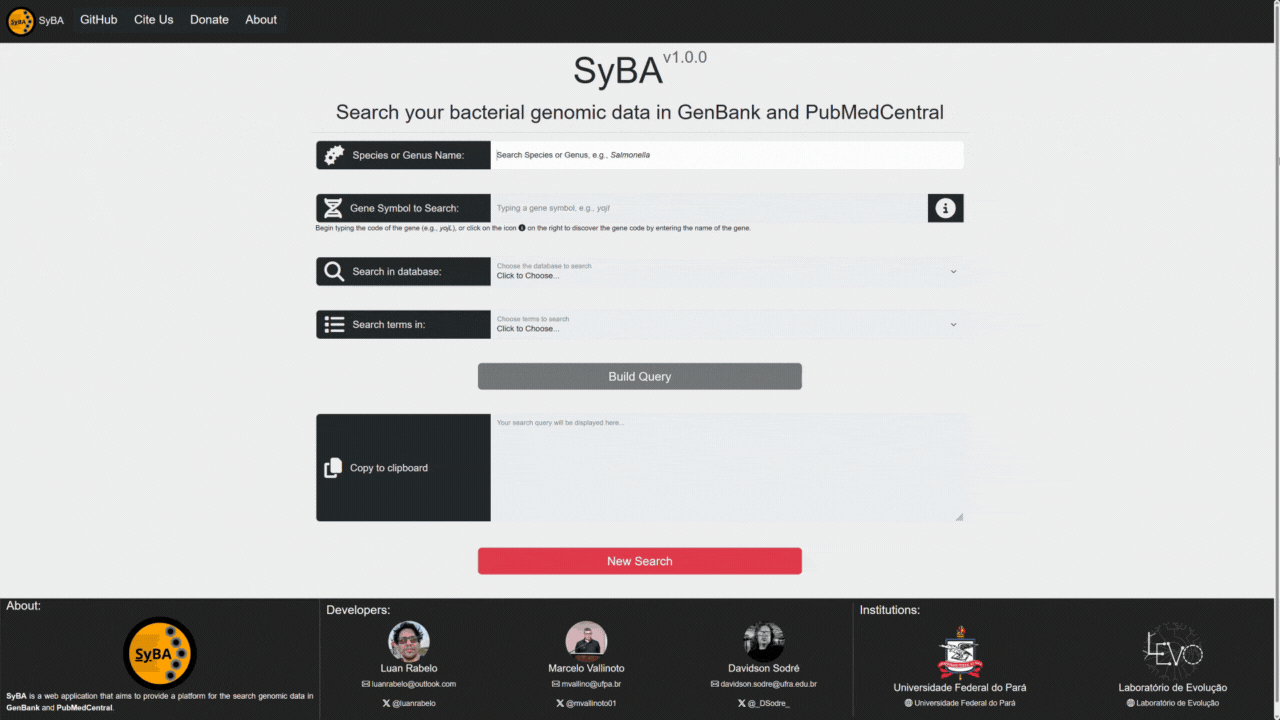 SyBA SyBA GitHub Cite Us Donate About
SyBA v1.0.0
Search your bacterial genomic data in GenBank and PubMedCentral
Species or Genus Name: Search Species or Genus, e.g., Salmonella
Gene Symbol to Search: Typing a gene symbol, e.g., yojI
Begin typing the code of the gene (e.g., yojL), or click on the icon on the right to discover the gene code by entering the name of the gene.
Choose the database to search
Search in database: Click to Choose...
Choose terms to search
Search terms in: Click to Choose...
Build Query
Your search query will be displayed here...
Copy to clipboard
New Search
About:
SyBA
SyBA is a web application that aims to provide a platform for the search genomic data in
GenBank and PubMedCentral.
Developers:
Luan Rabelo
luanrabelo@outlook.com
@luanrabelo
Marcelo Vallinoto
mvallino@ufpa.br
@mvallinoto01
Davidson Sodré
davidson.sodre@ufra.edu.br
@_DSodre_
Institutions:
Universidade Federal do Pará
Universidade Federal do Pará
LEVO
Laboratório de Evolução
Laboratório de Evolução